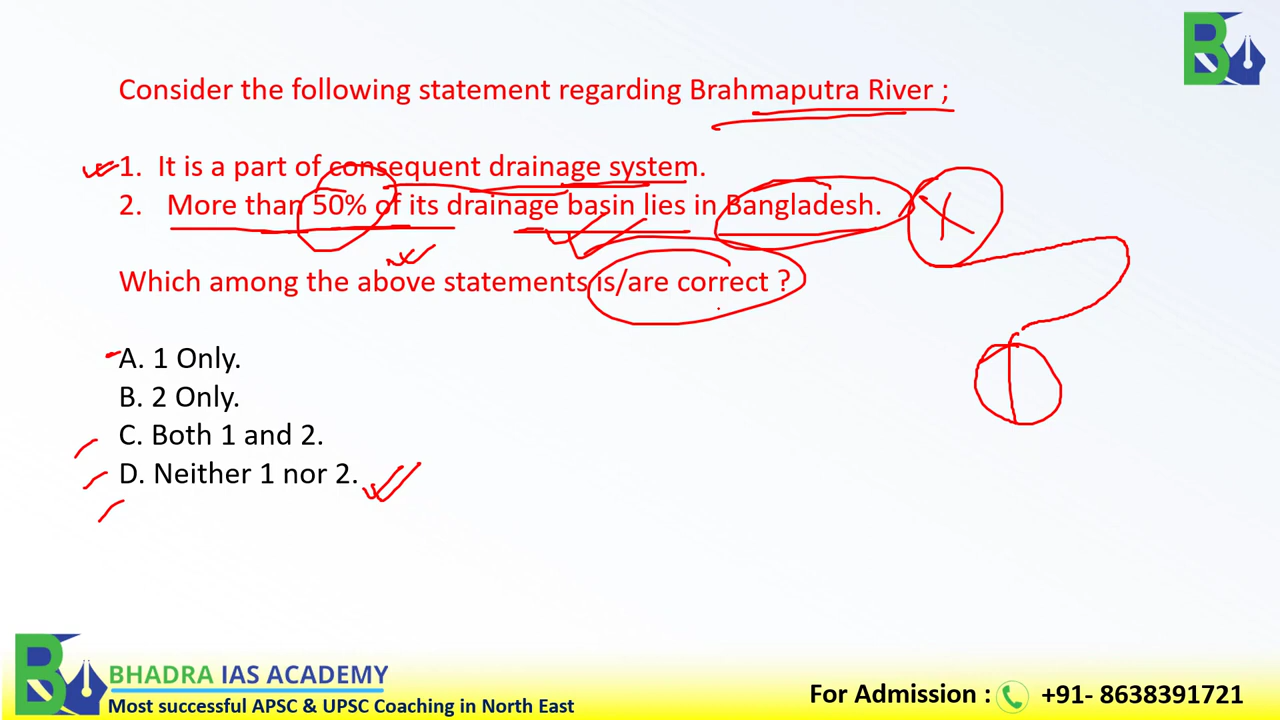 Consider the following statement regarding Brahmaputra River ;
1. It is a part of consequent drainage system.
2. More than 50% of its drainage basin lies in Bangladesh.
Which among the above statements is/are correct ?
A. 1 Only.
B. 2 Only.
C. Both 1 and 2.
D. Neither 1 nor 2.
BHADRA IAS ACADEMY
Most successful APSC & UPSC Coaching in North East
For Admission : +91- 8638391721